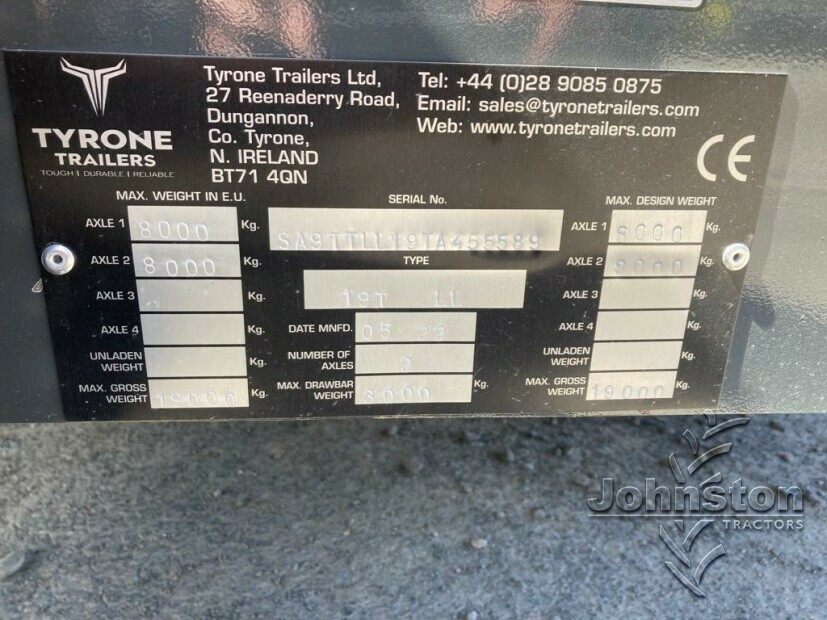 TYRONE
TRAILERS
TOUGH | DURABLE | RELIABLE
Tyrone Trailers Ltd,
27 Reenaderry Road,
Dungannon,
Co. Tyrone,
N. IRELAND
BT71 4QN
Tel: +44 (0)28 9085 0875
Email: sales@tyronetrailers.com
Web: www.tyronetrailers.com
CE
MAX. WEIGHT IN E.U.
AXLE 1 8000 Kg.
AXLE 2 8000 Kg.
AXLE 3 Kg.
AXLE 4 Kg.
UNLADEN WEIGHT Kg.
MAX. GROSS WEIGHT 19000 Kg.
SERIAL No.
SA9TTLL19TA455589
TYPE
19T LL
DATE MNFD. 05
NUMBER OF AXLES 2
MAX. DRAWBAR WEIGHT 3000 Kg.
MAX. DESIGN WEIGHT
AXLE 1 8000 Kg.
AXLE 2 8000 Kg.
AXLE 3 Kg.
AXLE 4 Kg.
UNLADEN WEIGHT Kg.
MAX. GROSS WEIGHT 19000 Kg.
Johnston
TRACTORS